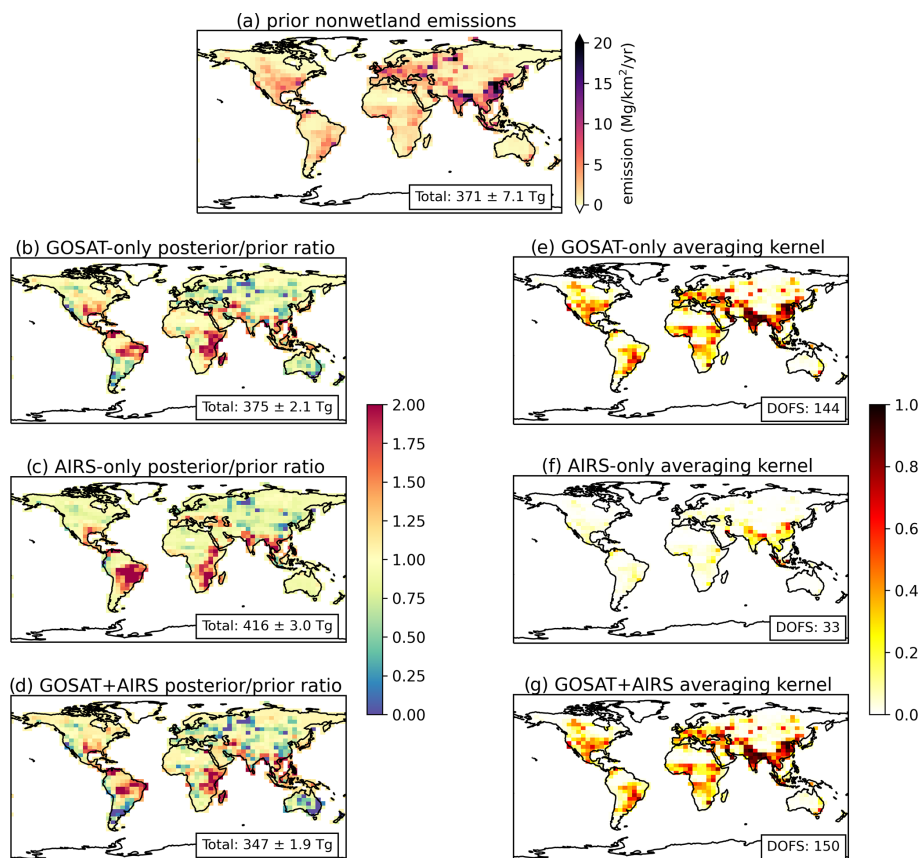 (a) prior nonwetland emissions
20
15
10
5
0
emission (Mg/km²/yr)
Total: 371 ± 7.1 Tg
(b) GOSAT-only posterior/prior ratio
Total: 375 ± 2.1 Tg
(e) GOSAT-only averaging kernel
DOFS: 144
(c) AIRS-only posterior/prior ratio
Total: 416 ± 3.0 Tg
2.00
1.75
1.50
1.25
1.00
0.75
0.50
0.25
0.00
(f) AIRS-only averaging kernel
DOFS: 33
1.0
0.8
0.6
0.4
0.2
0.0
(d) GOSAT+AIRS posterior/prior ratio
Total: 347 ± 1.9 Tg
(g) GOSAT+AIRS averaging kernel
DOFS: 150